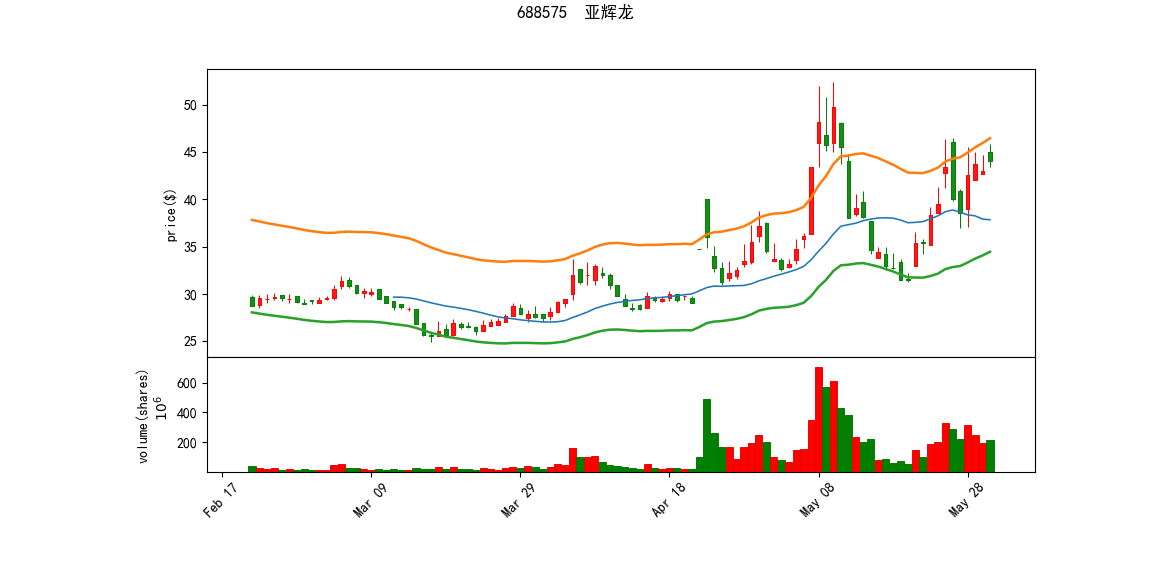 688575 亚辉龙
50
45
40
35
30
25
price($)
600
400
200
volume(shares)
10^6
Feb 17
Mar 09
Mar 29
Apr 18
May 08
May 28